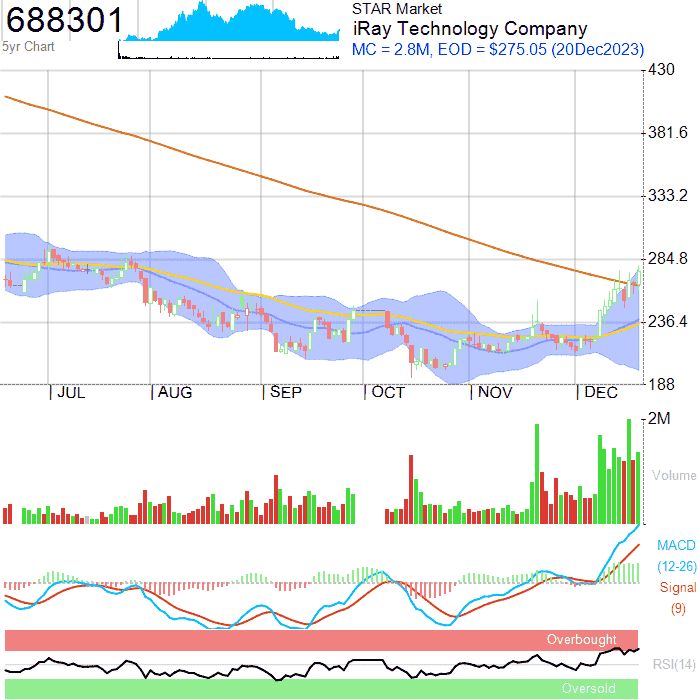 688301
5yr Chart
STAR Market
iRay Technology Company
MC = 2.8M, EOD = $275.05 (20Dec2023)
430
381.6
333.2
284.8
236.4
188
JUL
AUG
SEP
OCT
NOV
DEC
2M
Volume
MACD
(12-26)
Signal
(9)
Overbought
RSI(14)
Oversold